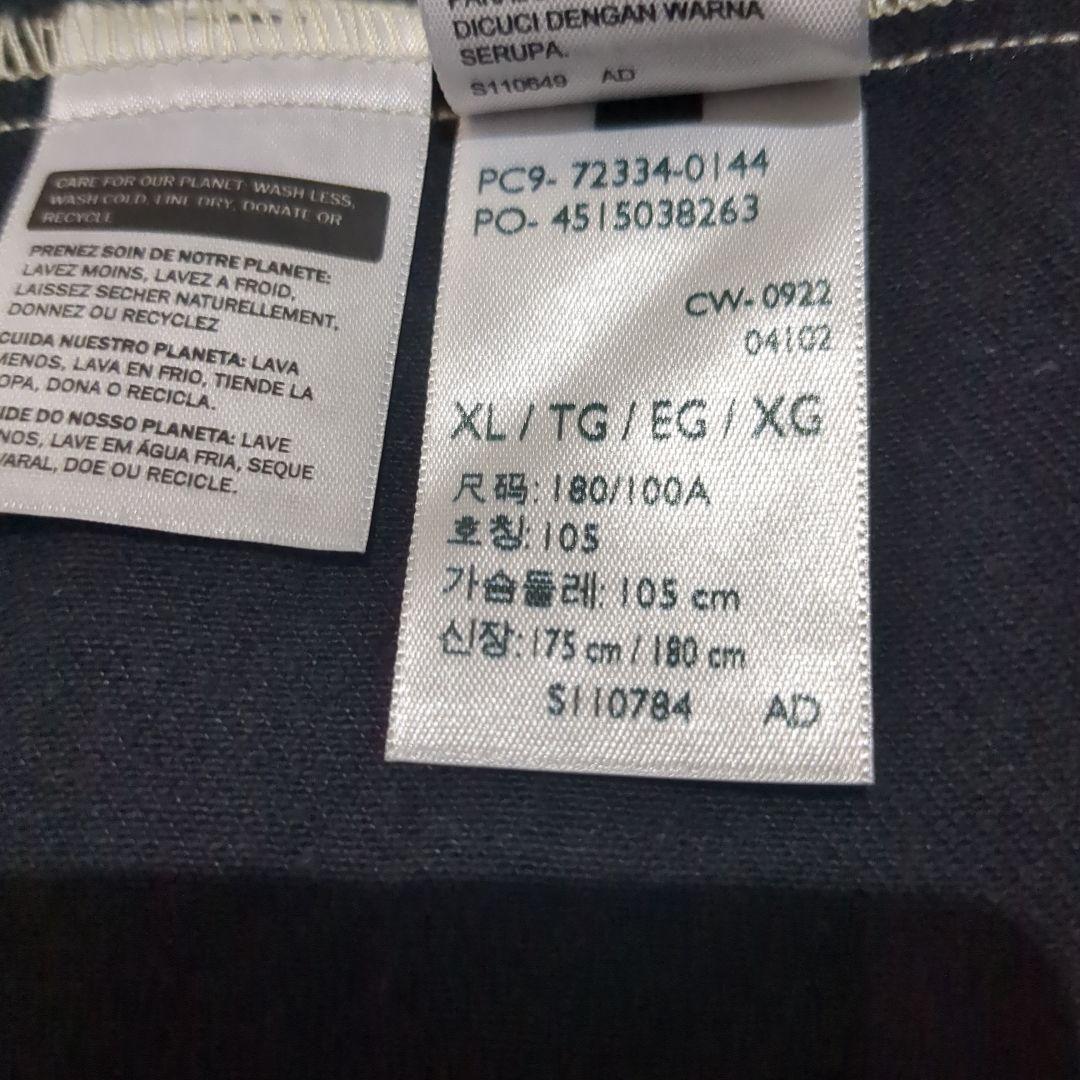 DICUCI DENGAN WARNA
SERUPA.
S110649 AD
CARE FOR OUR PLANET: WASH LESS,
WASH COLD, LINE DRY, DONATE OR
RECYCLE
PRENEZ SOIN DE NOTRE PLANETE:
LAVEZ MOINS, LAVEZ A FROID,
LAISSEZ SECHER NATURELLEMENT,
DONNEZ OU RECYCLEZ
CUIDA NUESTRO PLANETA: LAVA
MENOS, LAVA EN FRIO, TIENDE LA
OPA, DONA O RECICLA.
IDE DO NOSSO PLANETA: LAVE
NOS, LAVE EM ÁGUA FRIA, SEQUE
VARAL, DOE OU RECICLE.
PC9- 72334-0144
PO- 4515038263
CW-0922
04102
XL / TG / EG / XG
尺码: 180/100A
호칭: 105
가슴둘레: 105 cm
신장: 175 cm / 180 cm
S110784 AD